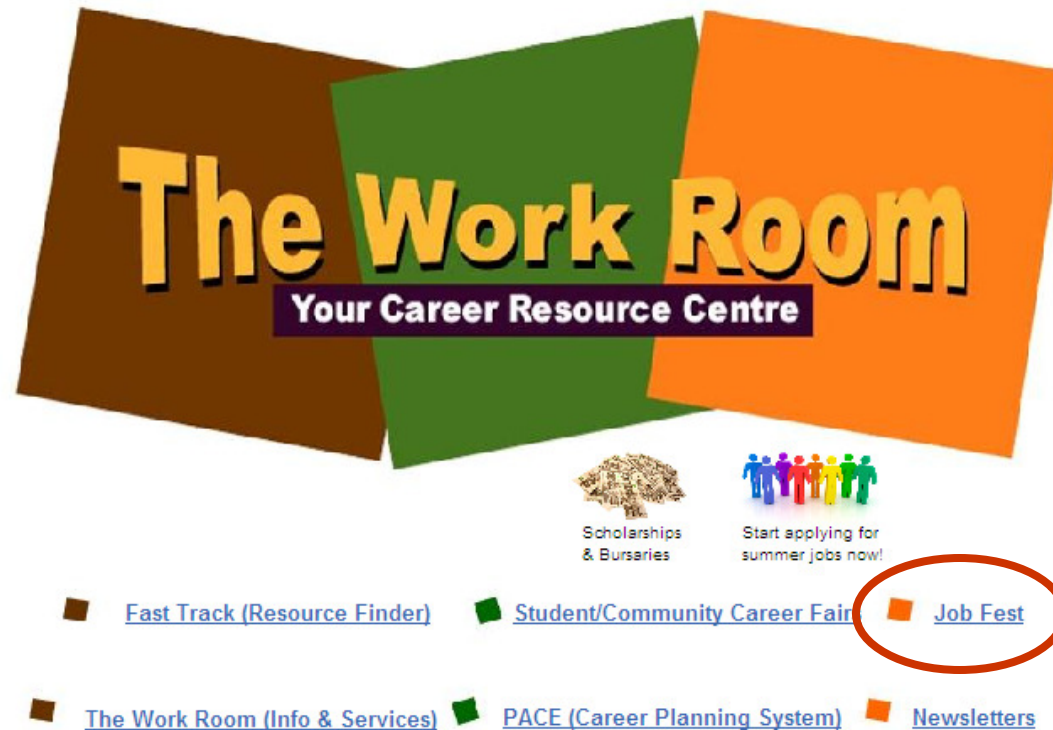 The Work Room
Your Career Resource Centre
Scholarships
& Bursaries
Start applying for
summer jobs now!
Fast Track (Resource Finder)
Student/Community Career Fair
Job Fest
The Work Room (Info & Services)
PACE (Career Planning System)
Newsletters